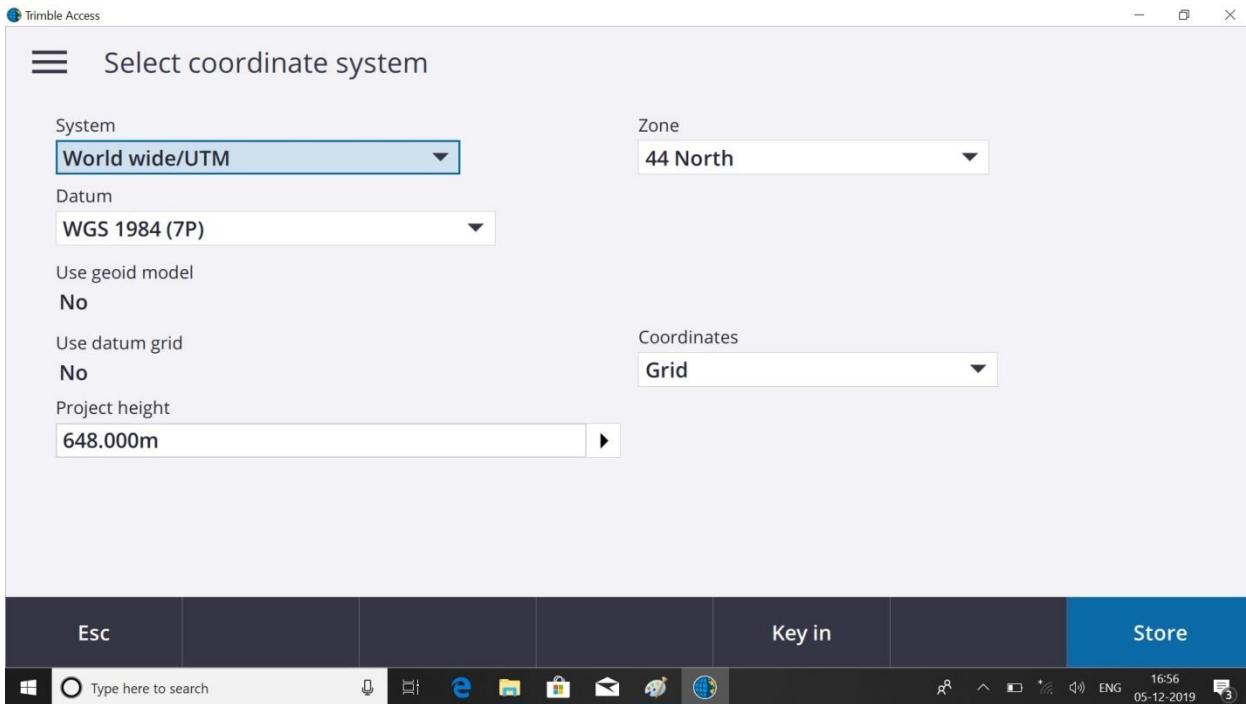 Trimble Access
Select coordinate system
System
World wide/UTM
Zone
44 North
Datum
WGS 1984 (7P)
Use geoid model
No
Use datum grid
No
Coordinates
Grid
Project height
648.000m
Esc
Key in
Store
Type here to search
ENG
16:56
05-12-2019
3